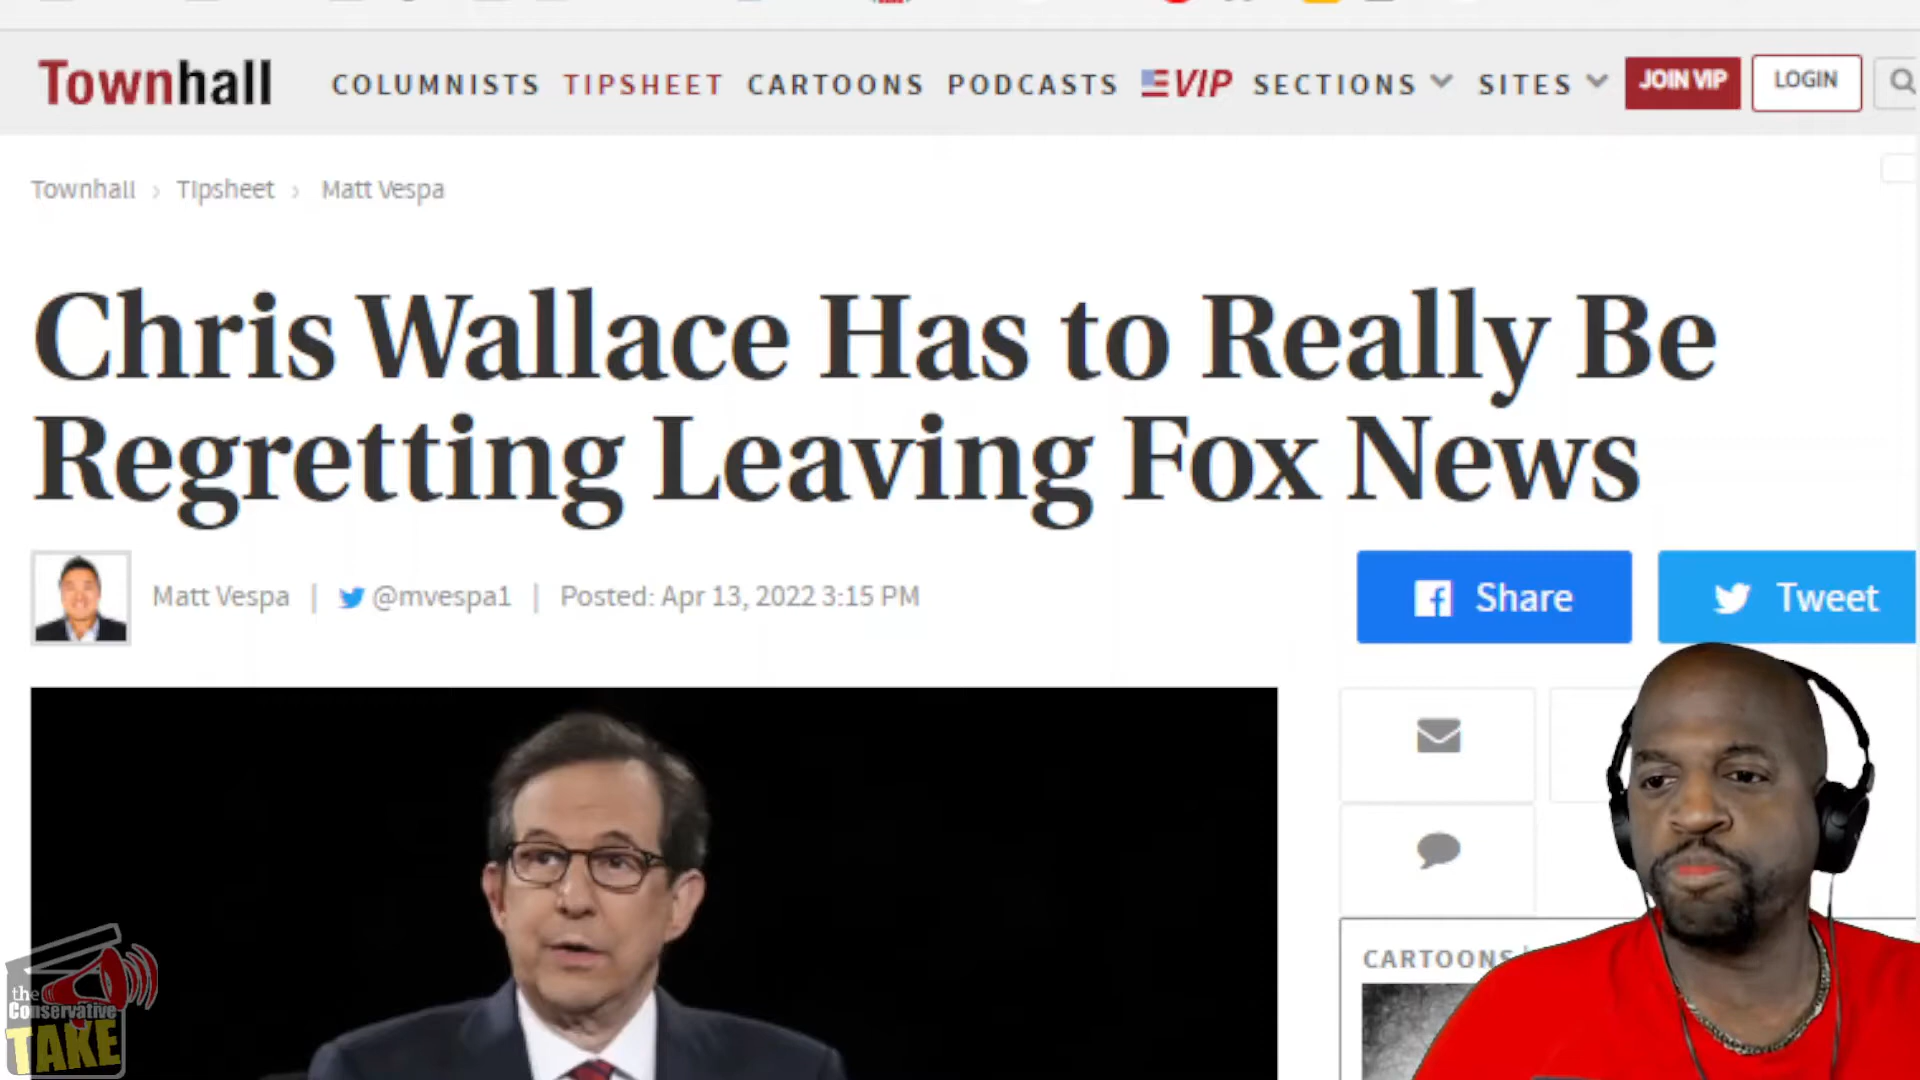 Townhall COLUMNISTS TIPSHEET CARTOONS PODCASTS VIP SECTIONS SITES JOIN VIP LOGIN
Townhall › TIpsheet › Matt Vespa
Chris Wallace Has to Really Be
Regretting Leaving Fox News
Matt Vespa | @mvespa1 | Posted: Apr 13, 2022 3:15 PM
Share
Tweet
CARTOONS
the
Conservative
TAKE